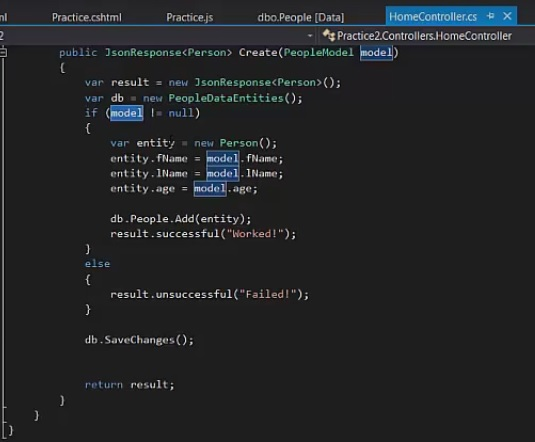 nl Practice.cshtml Practice.js dbo.People [Data] HomeController.cs
2 Practice2.Controllers.HomeController
public JsonResponse<Person> Create(PeopleModel model)
{
var result = new JsonResponse<Person>();
var db = new PeopleDataEntities();
if (model != null)
{
var entity = new Person();
entity.fName = model.fName;
entity.lName = model.lName;
entity.age = model.age;
db.People.Add(entity);
result.successful("Worked!");
}
else
{
result.unsuccessful("Failed!");
}
db.SaveChanges();
return result;
}
}
}